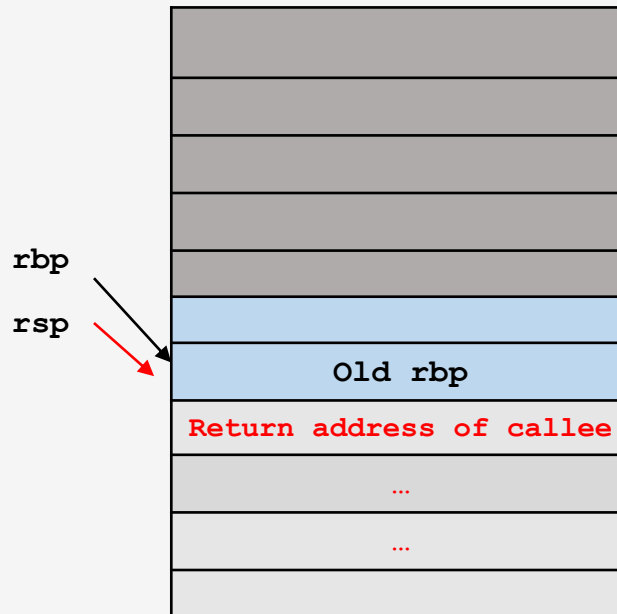 rbp
rsp
Old rbp
Return address of callee
…
…